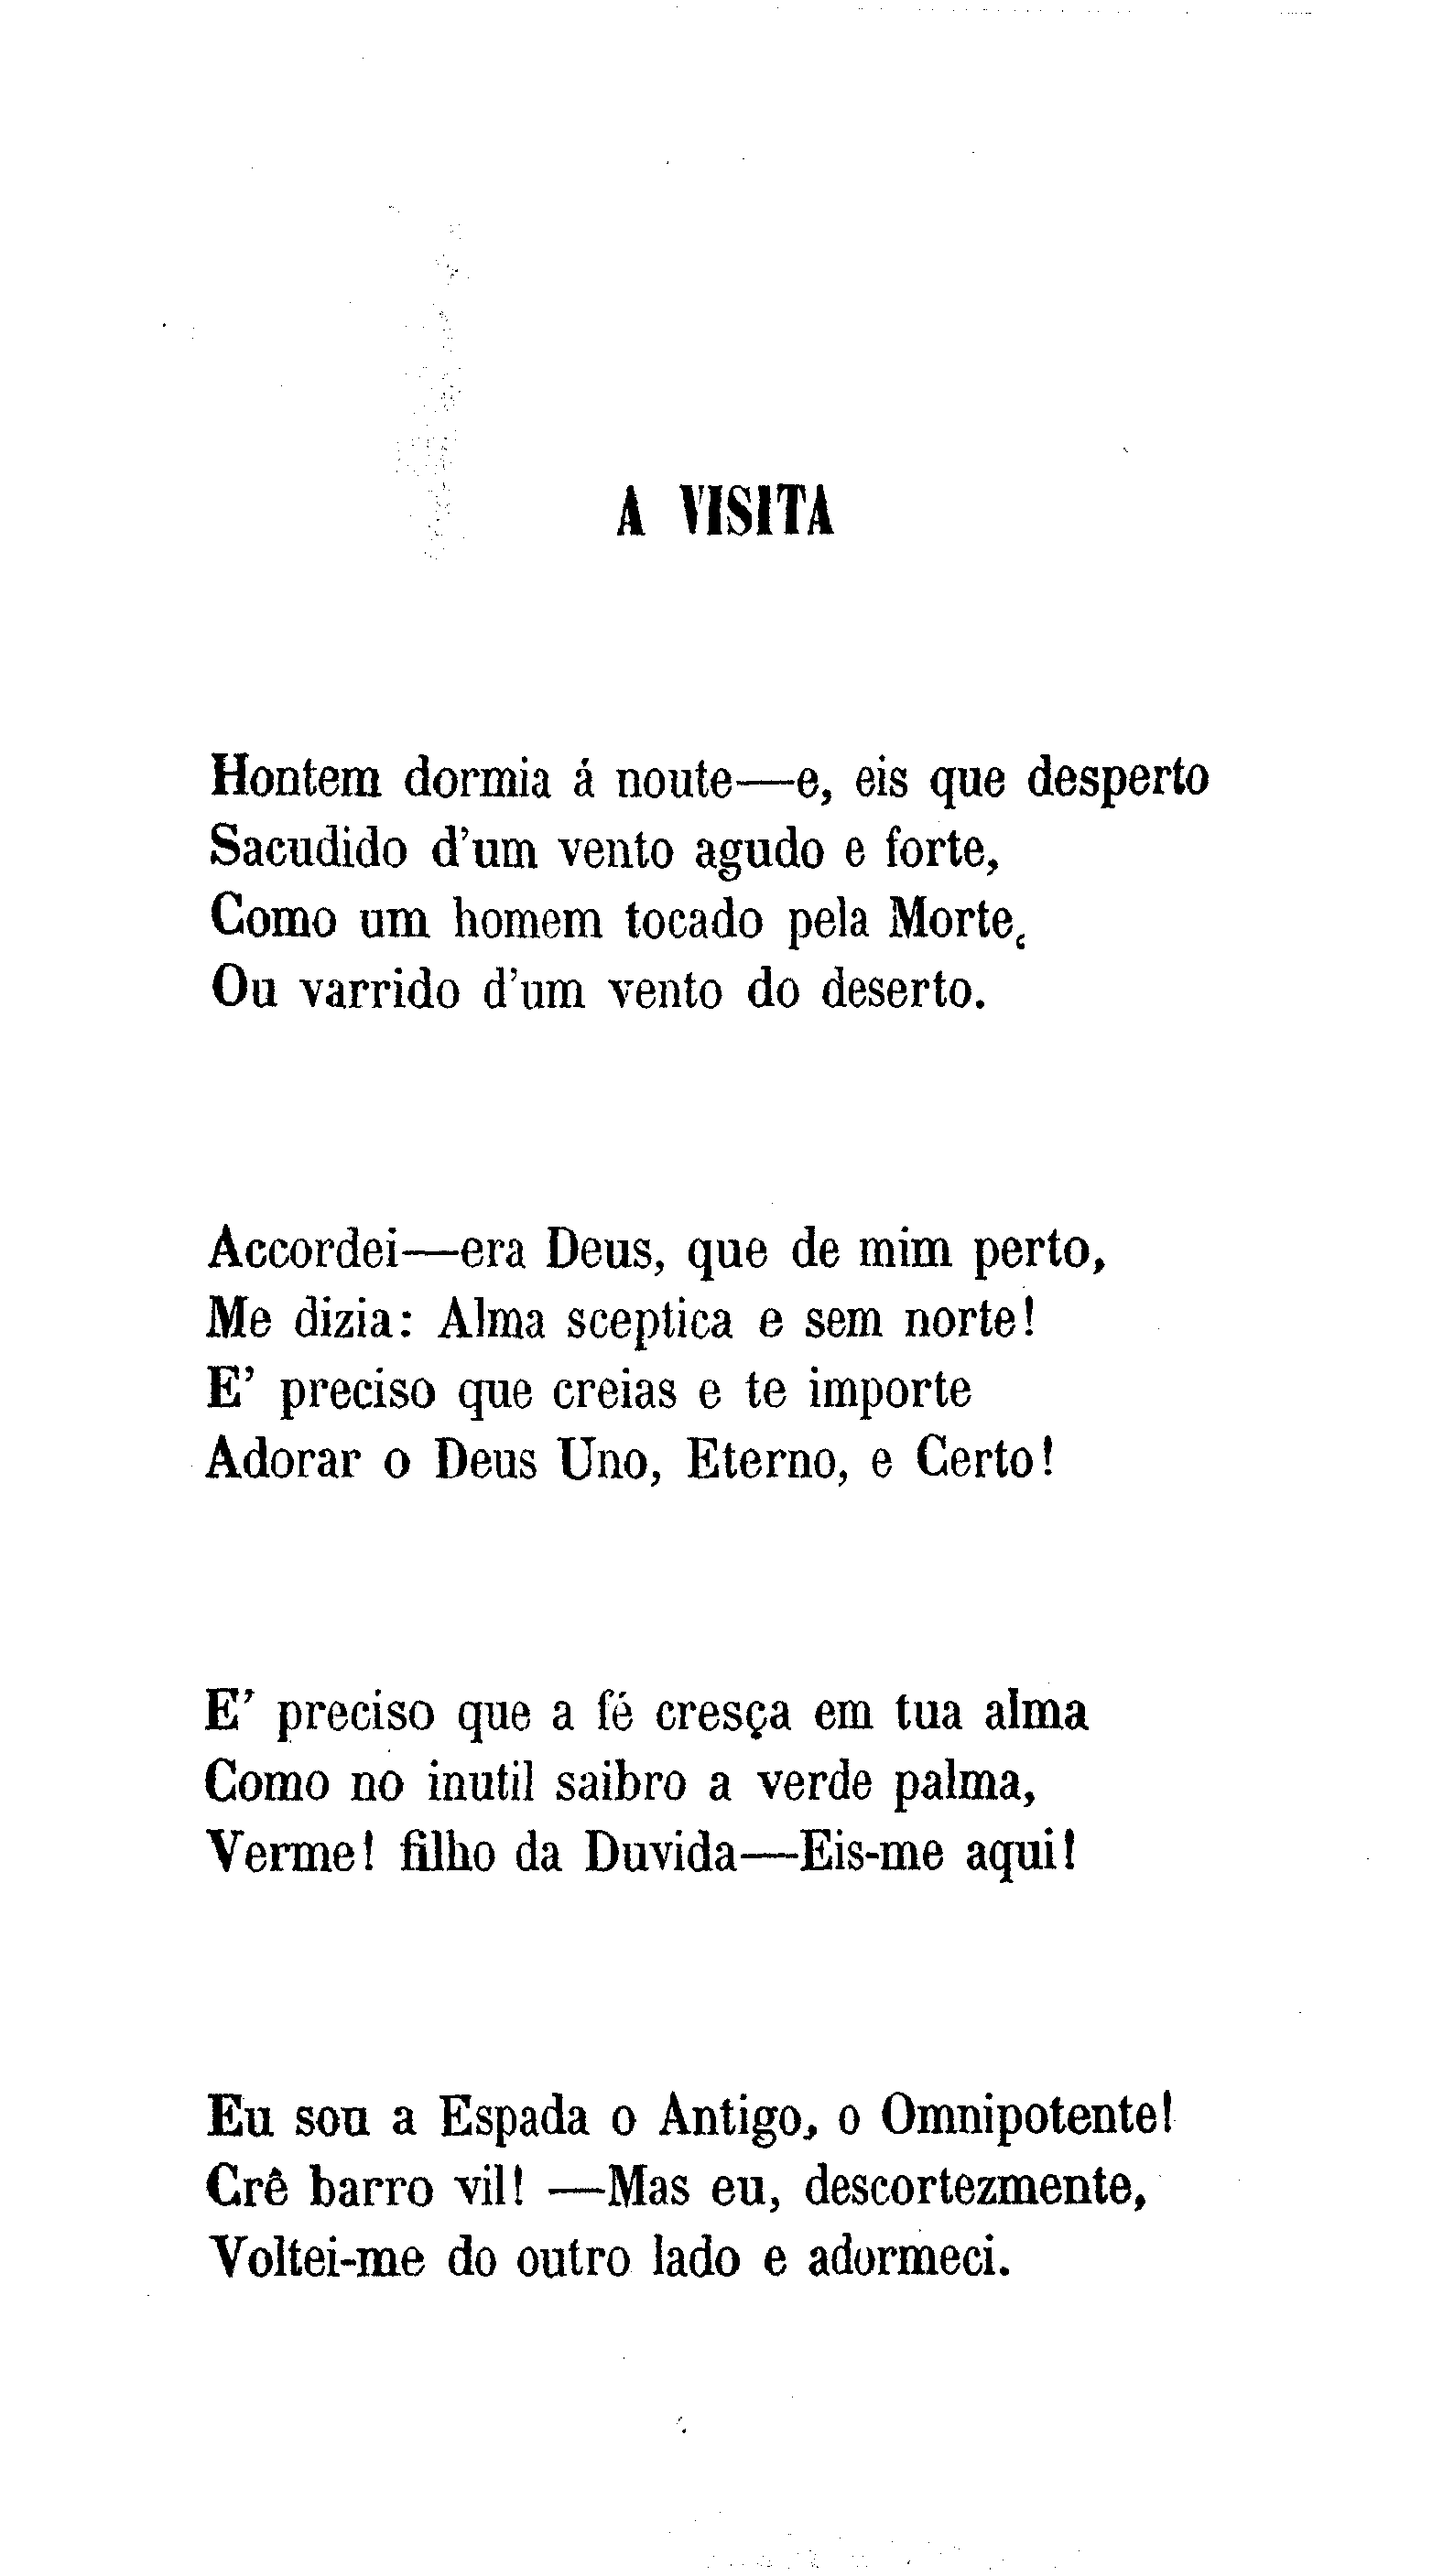 A VISITA
Hontem dormia á noute—e, eis que desperto
Sacudido d'um vento agudo e forte,
Como um homem tocado pela Morte,
Ou varrido d'um vento do deserto.
Accordei—era Deus, que de mim perto,
Me dizia: Alma sceptica e sem norte!
E' preciso que creias e te importe
Adorar o Deus Uno, Eterno, e Certo!
E' preciso que a fé cresça em tua alma
Como no inutil saibro a verde palma,
Verme! filho da Duvida—Eis-me aqui!
Eu sou a Espada o Antigo, o Omnipotente!
Crê barro vil! —Mas eu, descortezmente,
Voltei-me do outro lado e adormeci.